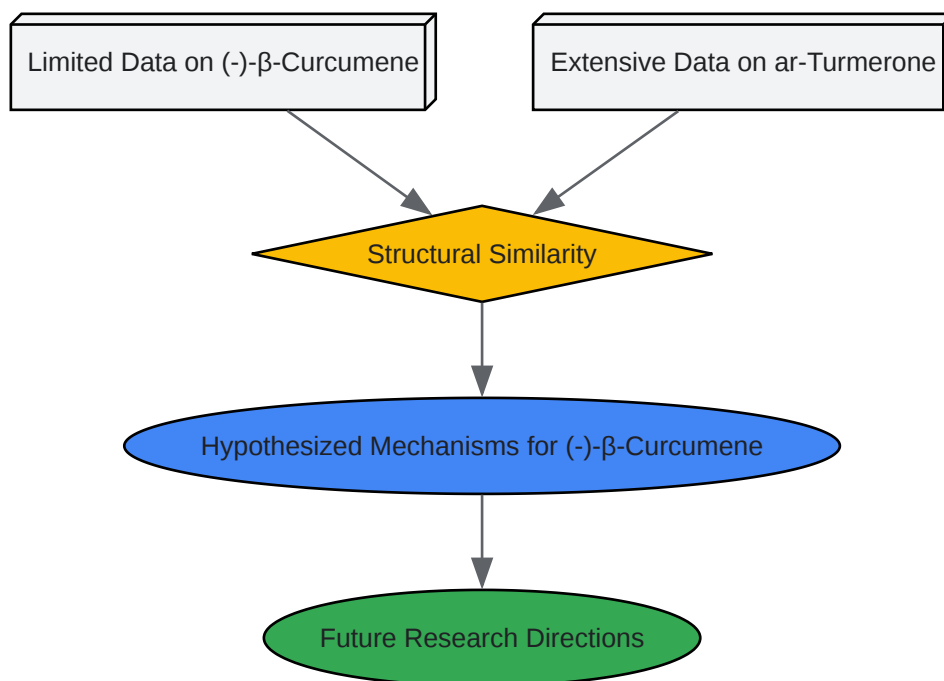 Limited Data on (-)-β-Curcumene
Extensive Data on ar-Turmerone
Structural Similarity
Hypothesized Mechanisms for (-)-β-Curcumene
Future Research Directions